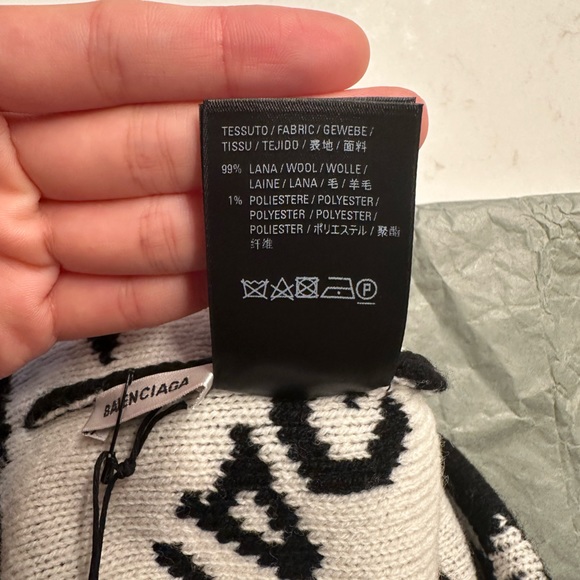 TESSUTO / FABRIC / GEWEBE /
TISSU / TEJIDO / 表地 / 面料
99% LANA / WOOL / WOLLE /
LAINE / LANA / 毛 / 羊毛
1% POLIESTERE / POLYESTER /
POLYESTER / POLYESTER /
POLIESTER / ポリエステル / 聚酯
纤维
P
BALENCIAGA